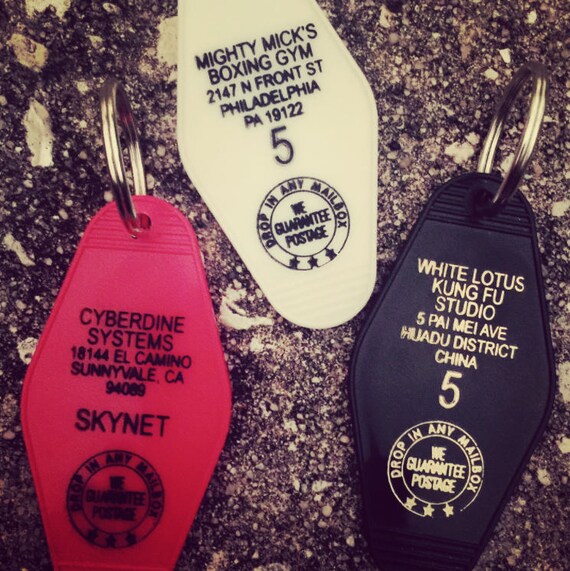 MIGHTY MICK'S
BOXING GYM
2147 N FRONT ST
PHILADELPHIA
PA 19122
5
DROP IN ANY MAILBOX
WE
GUARANTEE
POSTAGE
CYBERDINE
SYSTEMS
18144 EL CAMINO
SUNNYVALE, CA
94089
SKYNET
DROP IN ANY MAILBOX
WE
GUARANTEE
POSTAGE
WHITE LOTUS
KUNG FU
STUDIO
5 PAI MEI AVE
HUADU DISTRICT
CHINA
5
DROP IN ANY MAILBOX
WE
GUARANTEE
POSTAGE